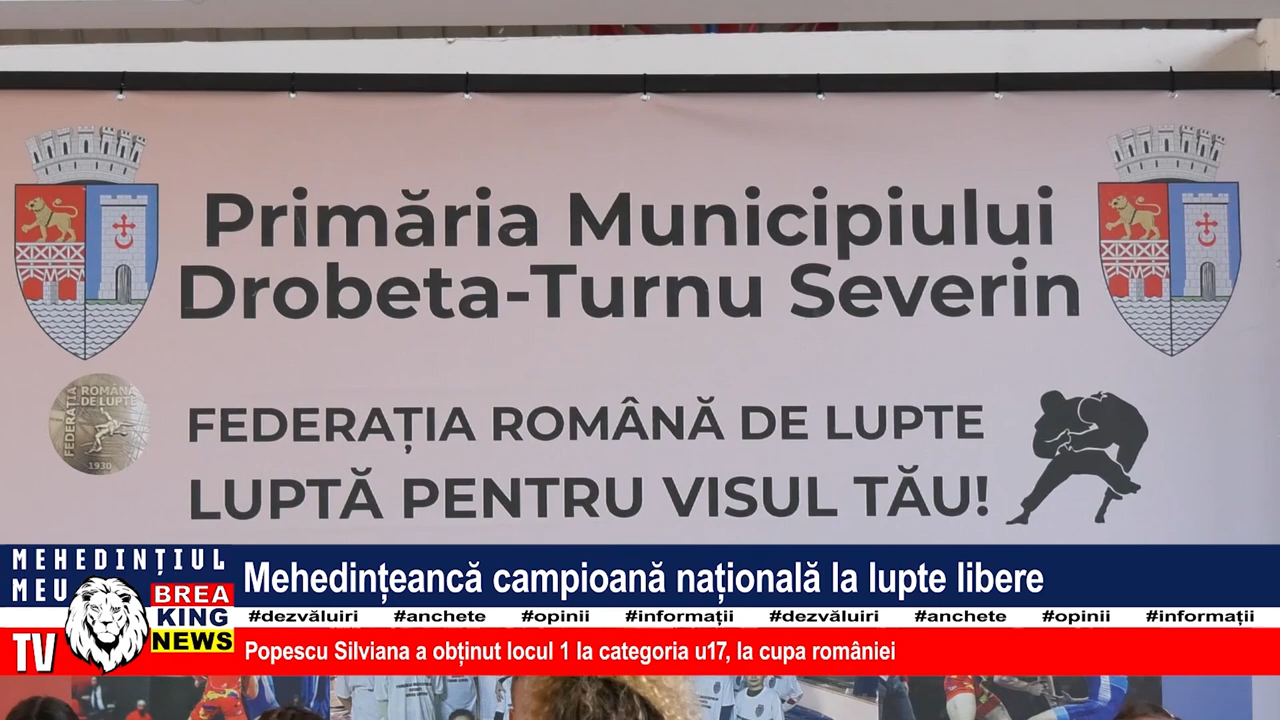 Primăria Municipiului
Drobeta-Turnu Severin
FEDERAȚIA ROMÂNĂ DE LUPTE
1930
FEDERAȚIA ROMÂNĂ DE LUPTE
LUPTĂ PENTRU VISUL TĂU!
MEHEDINȚIUL
MEU
TV
BREA
KING
NEWS
Mehedințeancă campioană națională la lupte libere
#dezvăluiri #anchete #opinii #informații #dezvăluiri #anchete #opinii #informații
Popescu Silviana a obținut locul 1 la categoria u17, la cupa româniei